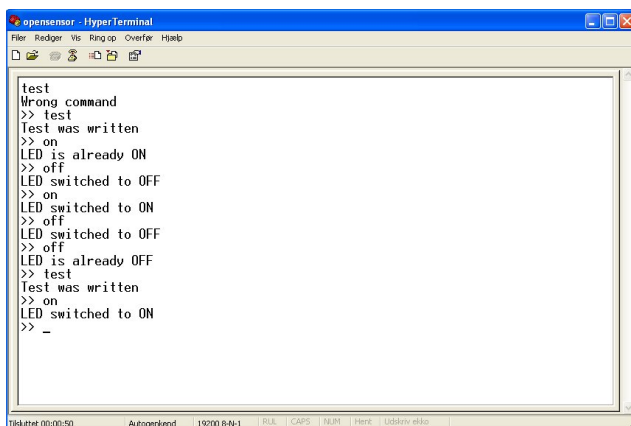 opensensor - HyperTerminal
Filer Rediger Vis Ring op Overfør Hjælp
test
Wrong command
>> test
Test was written
>> on
LED is already ON
>> off
LED switched to OFF
>> on
LED switched to ON
>> off
LED switched to OFF
>> off
LED is already OFF
>> test
Test was written
>> on
LED switched to ON
>> _
Tilsluttet 00:00:50 Autogenkend 19200 8-N-1 RUL CAPS NUM Hent Udskriv ekko